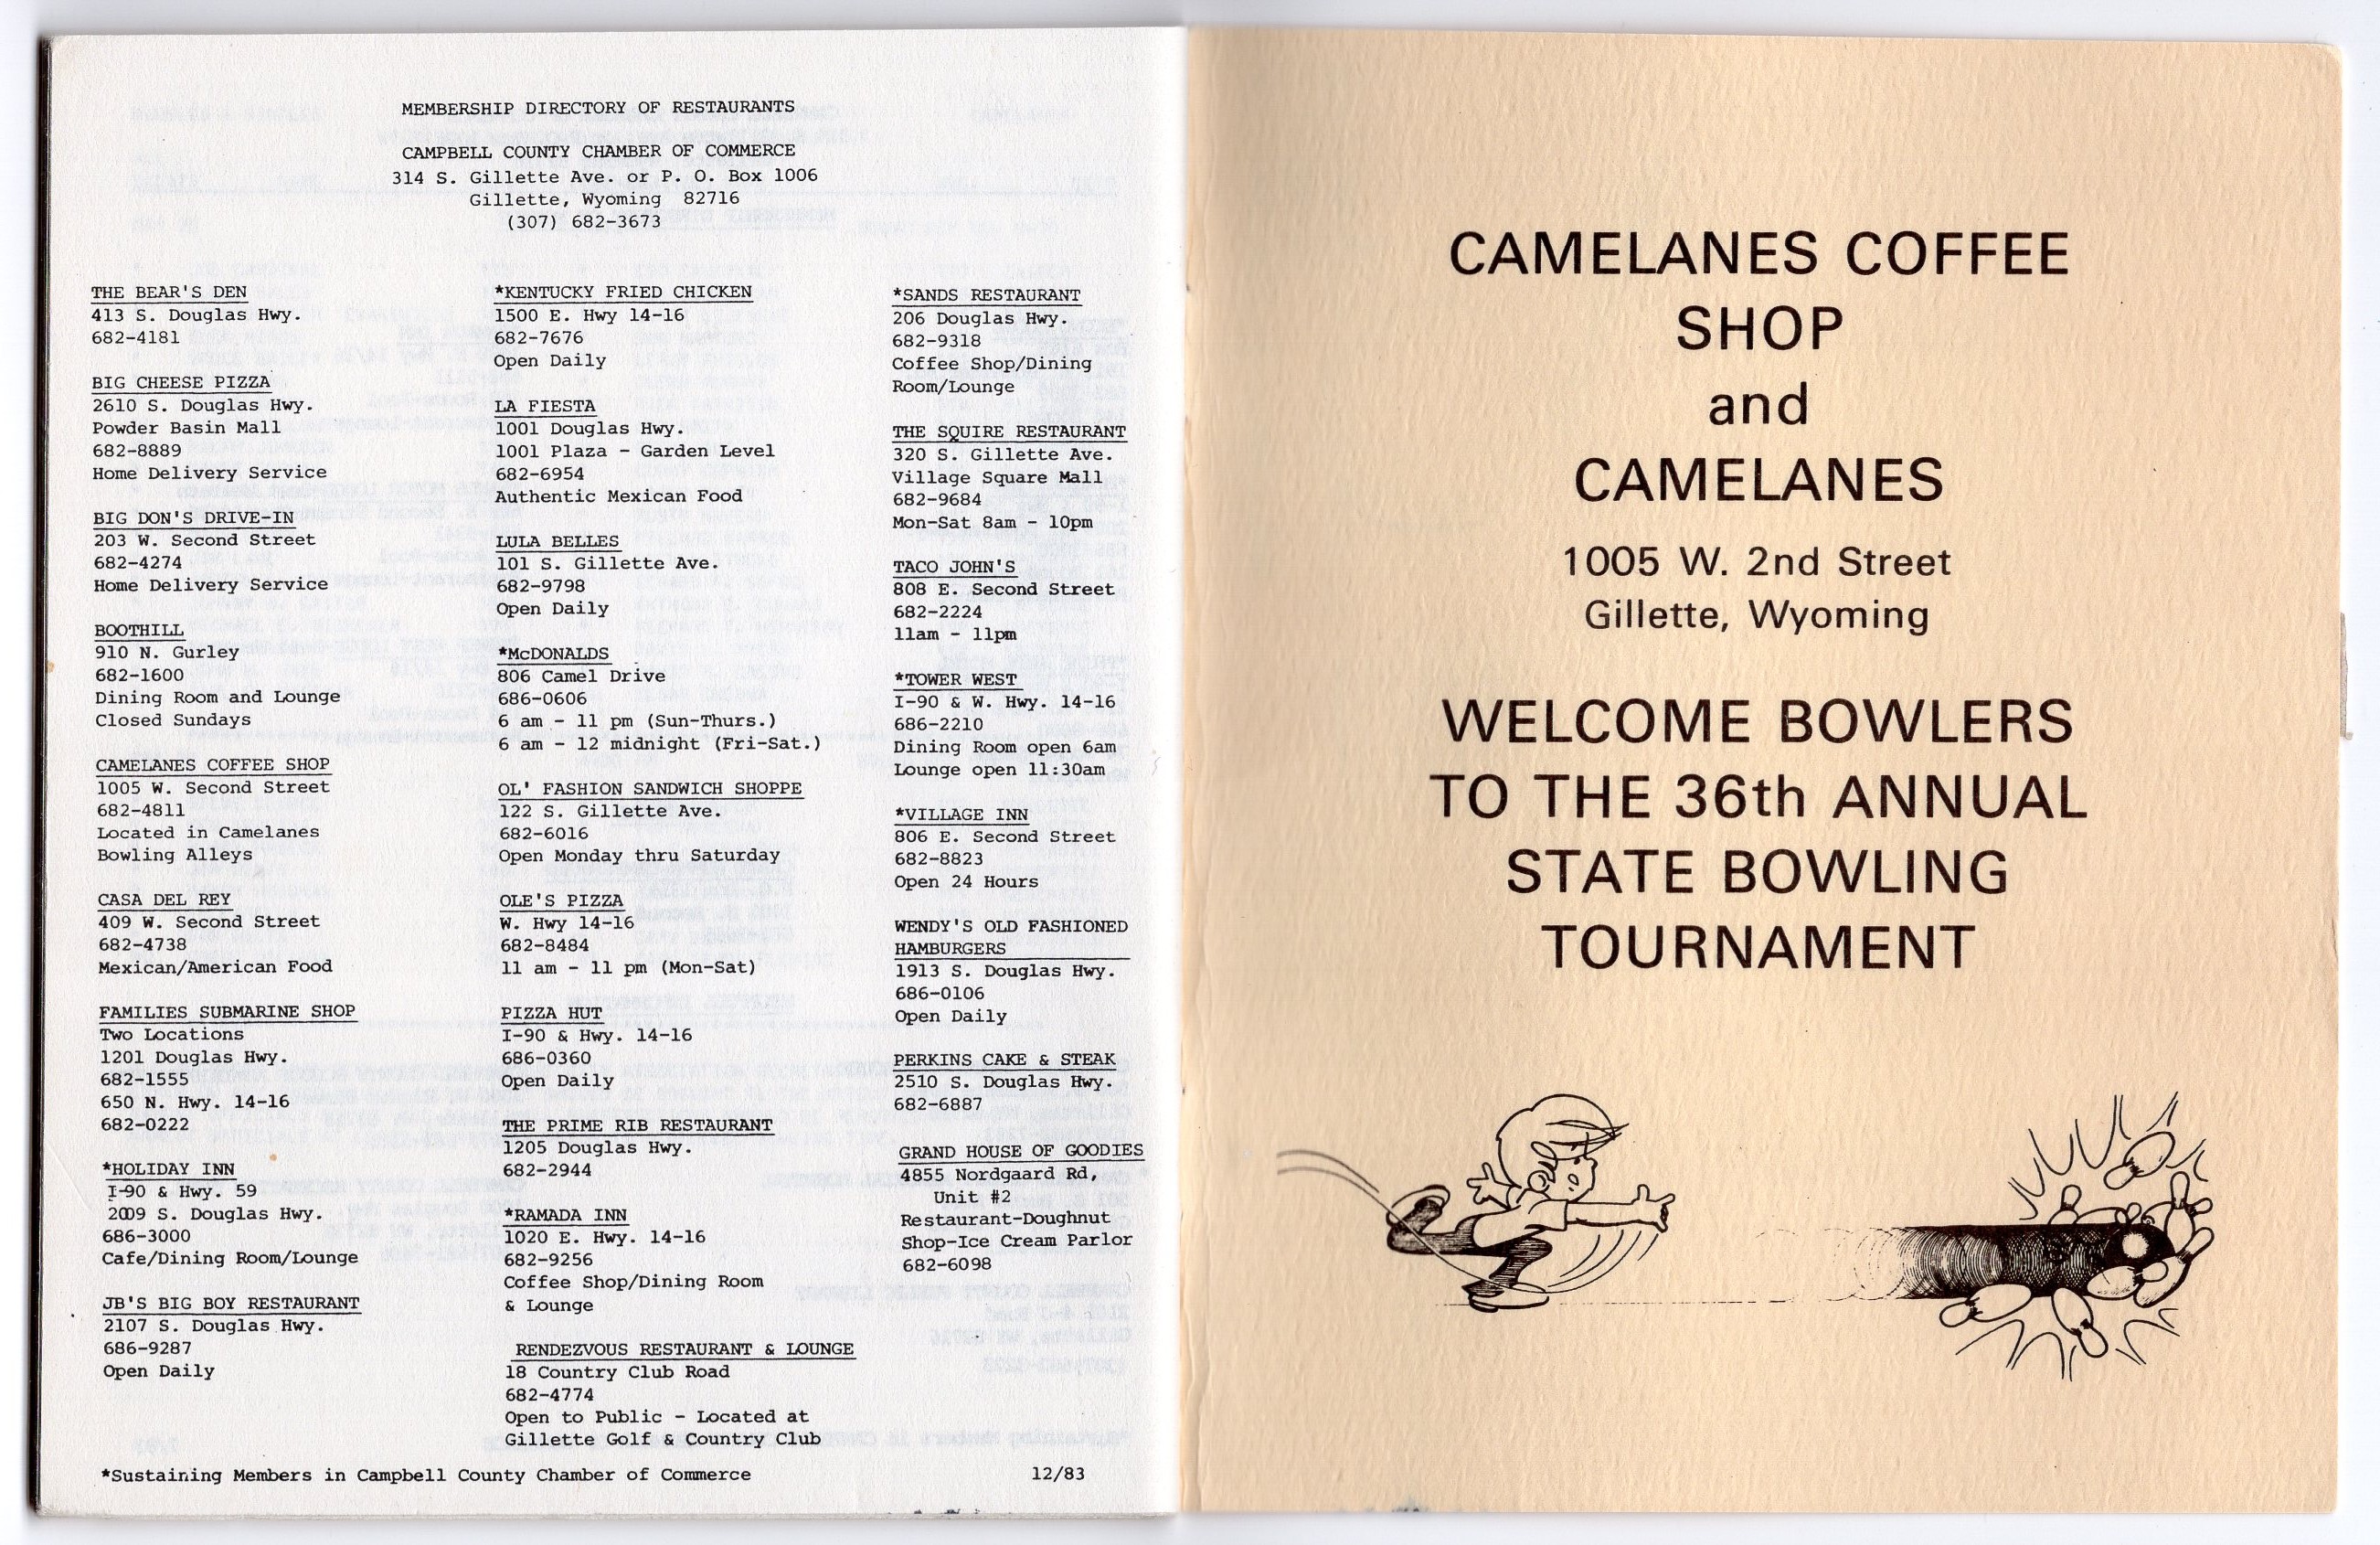 MEMBERSHIP DIRECTORY OF RESTAURANTS
CAMPBELL COUNTY CHAMBER OF COMMERCE
314 S. Gillette Ave. or P. O. Box 1006
Gillette, Wyoming 82716
(307) 682-3673
THE BEAR'S DEN
413 S. Douglas Hwy.
682-4181
BIG CHEESE PIZZA
2610 S. Douglas Hwy.
Powder Basin Mall
682-8889
Home Delivery Service
BIG DON'S DRIVE-IN
203 W. Second Street
682-4274
Home Delivery Service
BOOTHILL
910 N. Gurley
682-1600
Dining Room and Lounge
Closed Sundays
CAMELANES COFFEE SHOP
1005 W. Second Street
682-4811
Located in Camelanes
Bowling Alleys
CASA DEL REY
409 W. Second Street
682-4738
Mexican/American Food
FAMILIES SUBMARINE SHOP
Two Locations
1201 Douglas Hwy.
682-1555
650 N. Hwy. 14-16
682-0222
*HOLIDAY INN
I-90 & Hwy. 59
2009 S. Douglas Hwy.
686-3000
Cafe/Dining Room/Lounge
JB'S BIG BOY RESTAURANT
2107 S. Douglas Hwy.
686-9287
Open Daily
*KENTUCKY FRIED CHICKEN
1500 E. Hwy 14-16
682-7676
Open Daily
LA FIESTA
1001 Douglas Hwy.
1001 Plaza - Garden Level
682-6954
Authentic Mexican Food
LULA BELLES
101 S. Gillette Ave.
682-9798
Open Daily
*McDONALDS
806 Camel Drive
686-0606
6 am - 11 pm (Sun-Thurs.)
6 am - 12 midnight (Fri-Sat.)
OL' FASHION SANDWICH SHOPPE
122 S. Gillette Ave.
682-6016
Open Monday thru Saturday
OLE'S PIZZA
W. Hwy 14-16
682-8484
11 am - 11 pm (Mon-Sat)
PIZZA HUT
I-90 & Hwy. 14-16
686-0360
Open Daily
THE PRIME RIB RESTAURANT
1205 Douglas Hwy.
682-2944
*RAMADA INN
1020 E. Hwy. 14-16
682-9256
Coffee Shop/Dining Room
& Lounge
RENDEZVOUS RESTAURANT & LOUNGE
18 Country Club Road
682-4774
Open to Public - Located at
Gillette Golf & Country Club
*SANDS RESTAURANT
206 Douglas Hwy.
682-9318
Coffee Shop/Dining
Room/Lounge
THE SQUIRE RESTAURANT
320 S. Gillette Ave.
Village Square Mall
682-9684
Mon-Sat 8am - 10pm
TACO JOHN'S
808 E. Second Street
682-2224
11am - 11pm
*TOWER WEST
I-90 & W. Hwy. 14-16
686-2210
Dining Room open 6am
Lounge open 11:30am
*VILLAGE INN
806 E. Second Street
682-8823
Open 24 Hours
WENDY'S OLD FASHIONED
HAMBURGERS
1913 S. Douglas Hwy.
686-0106
Open Daily
PERKINS CAKE & STEAK
2510 S. Douglas Hwy.
682-6887
GRAND HOUSE OF GOODIES
4855 Nordgaard Rd,
Unit #2
Restaurant-Doughnut
Shop-Ice Cream Parlor
682-6098
*Sustaining Members in Campbell County Chamber of Commerce 12/83
CAMELANES COFFEE
SHOP
and
CAMELANES
1005 W. 2nd Street
Gillette, Wyoming
WELCOME BOWLERS
TO THE 36th ANNUAL
STATE BOWLING
TOURNAMENT